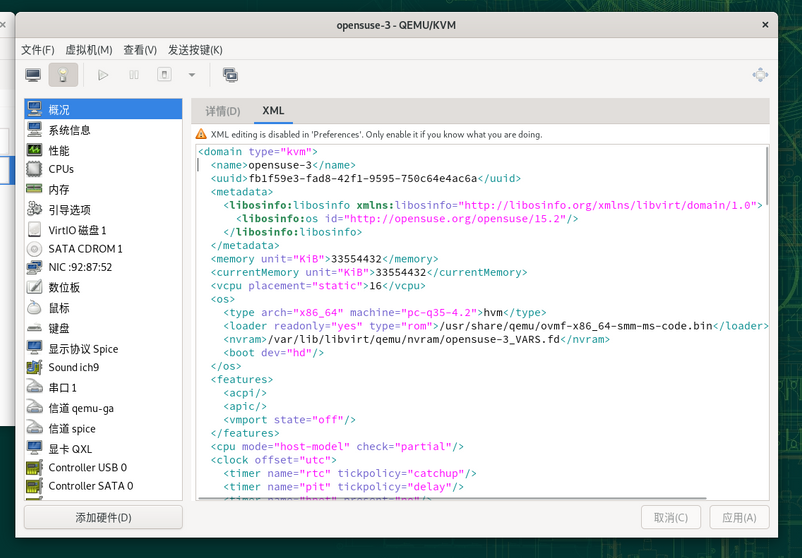 opensuse-3 - QEMU/KVM
文件(F) 虚拟机(M) 查看(V) 发送按键(K)
概况
系统信息
性能
CPUs
内存
引导选项
VirtIO 磁盘 1
SATA CDROM 1
NIC :92:87:52
数位板
鼠标
键盘
显示协议 Spice
Sound ich9
串口 1
信道 qemu-ga
信道 spice
显卡 QXL
Controller USB 0
Controller SATA 0
添加硬件(D)
详情(D) XML
XML editing is disabled in 'Preferences'. Only enable it if you know what you are doing.
<domain type="kvm">
  <name>opensuse-3</name>
  <uuid>fb1f59e3-fad8-42f1-9595-750c64e4ac6a</uuid>
  <metadata>
    <libosinfo:libosinfo xmlns:libosinfo="http://libosinfo.org/xmlns/libvirt/domain/1.0">
      <libosinfo:os id="http://opensuse.org/opensuse/15.2"/>
    </libosinfo:libosinfo>
  </metadata>
  <memory unit="KiB">33554432</memory>
  <currentMemory unit="KiB">33554432</currentMemory>
  <vcpu placement="static">16</vcpu>
  <os>
    <type arch="x86_64" machine="pc-q35-4.2">hvm</type>
    <loader readonly="yes" type="rom">/usr/share/qemu/ovmf-x86_64-smm-ms-code.bin</loader>
    <nvram>/var/lib/libvirt/qemu/nvram/opensuse-3_VARS.fd</nvram>
    <boot dev="hd"/>
  </os>
  <features>
    <acpi/>
    <apic/>
    <vmport state="off"/>
  </features>
  <cpu mode="host-model" check="partial"/>
  <clock offset="utc">
    <timer name="rtc" tickpolicy="catchup"/>
    <timer name="pit" tickpolicy="delay"/>
    <timer name="hpet" present="no"/>
取消(C) 应用(A)